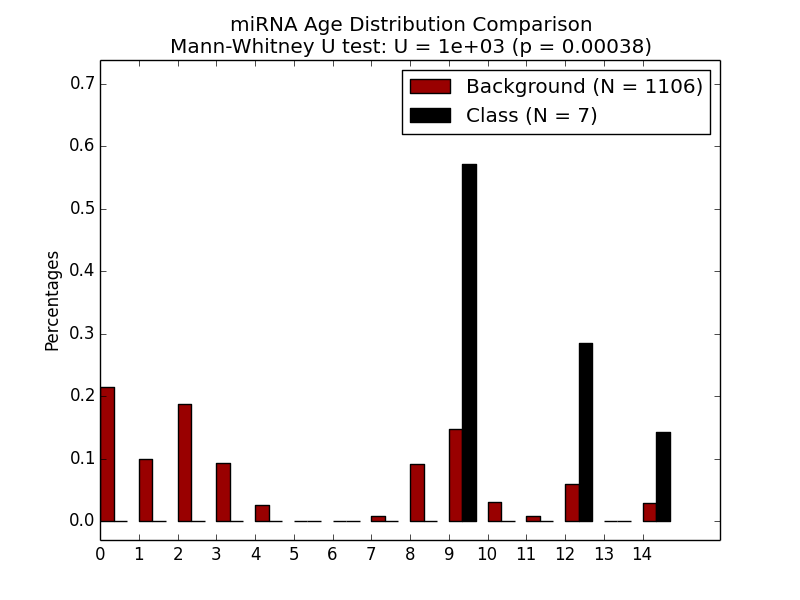 miRNA Age Distribution Comparison
Mann-Whitney U test: U = 1e+03 (p = 0.00038)
Background (N = 1106)
Class (N = 7)
Percentages
0.7
0.6
0.5
0.4
0.3
0.2
0.1
0.0
0 1 2 3 4 5 6 7 8 9 10 11 12 13 14